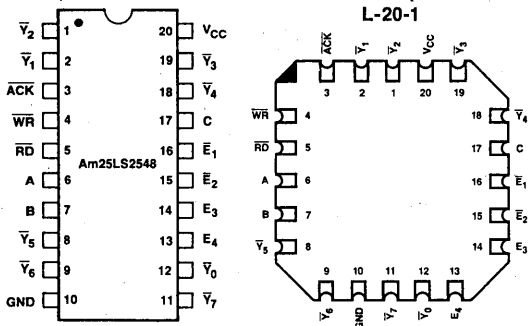 L-20-1
Y̅₂ 1 20 VCC
Y̅₁ 2 19 Y̅₃
A̅C̅K̅ 3 18 Y̅₄
W̅R̅ 4 17 C
R̅D̅ 5 16 E̅₁
Am25LS2548
A 6 15 E̅₂
B 7 14 E₃
Y̅₅ 8 13 E₄
Y̅₆ 9 12 Y̅₀
GND 10 11 Y̅₇
A̅C̅K̅ Y̅₁ Y̅₂ VCC Y̅₃
3 2 1 20 19
W̅R̅ 4 18 Y̅₄
R̅D̅ 5 17 C
A 6 16 E̅₁
B 7 15 E̅₂
Y̅₅ 8 14 E₃
9 10 11 12 13
Y̅₆ GND Y̅₇ Y̅₀ E₄